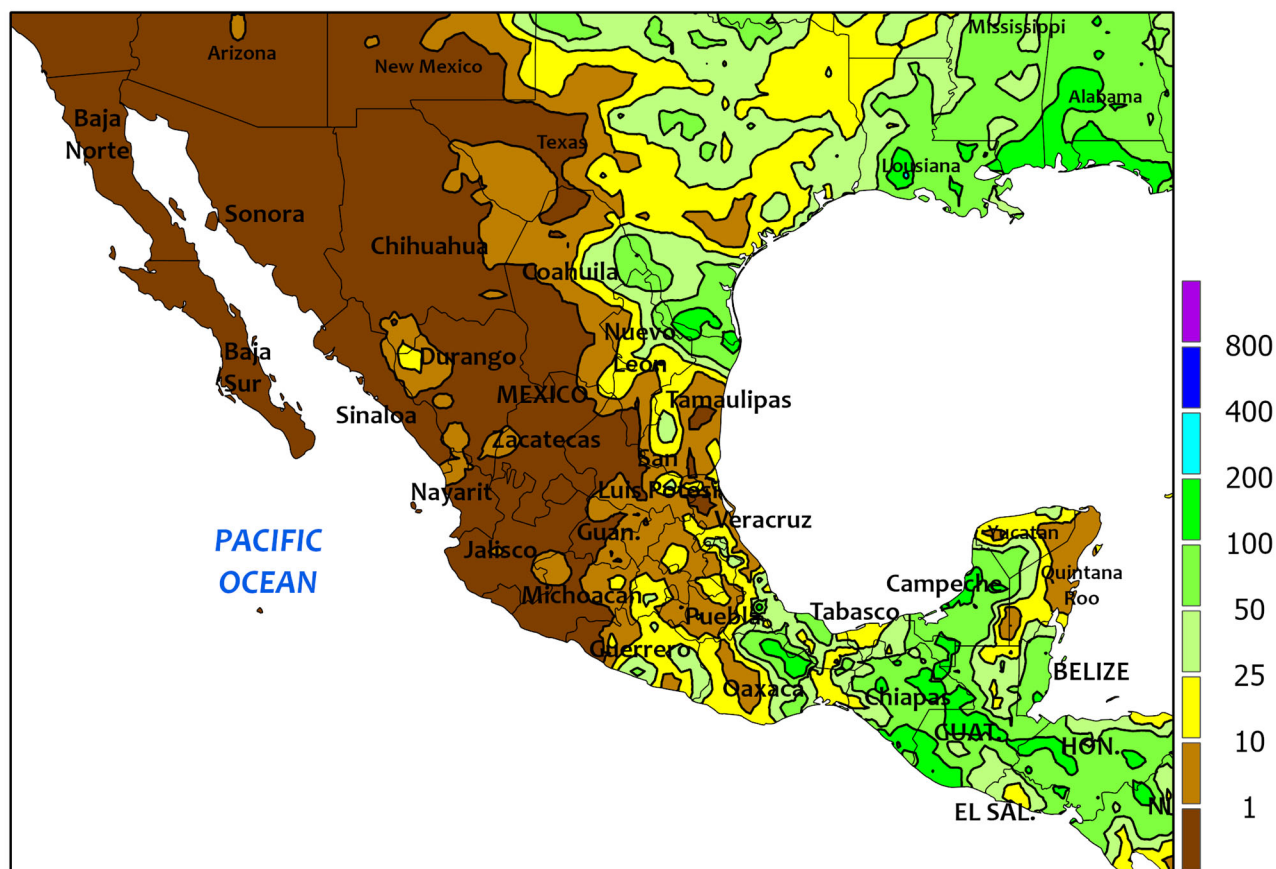 Mississippi
Arizona
New Mexico
Alabama
Baja
Norte
Texas
Lousiana
Sonora
Chihuahua
Coahuila
Nuevo
Leon
Baja
Sur
Durango
MEXICO
Tamaulipas
Sinaloa
Zacatecas
San
Luis Potosi
Nayarit
Veracruz
Guan.
Jalisco
Yucatan
PACIFIC
OCEAN
Quintana
Roo
Campeche
Michoacan
Puebla
Tabasco
Guerrero
BELIZE
Oaxaca
Chiapas
GUAT.
HON.
EL SAL.
800
400
200
100
50
25
10
1